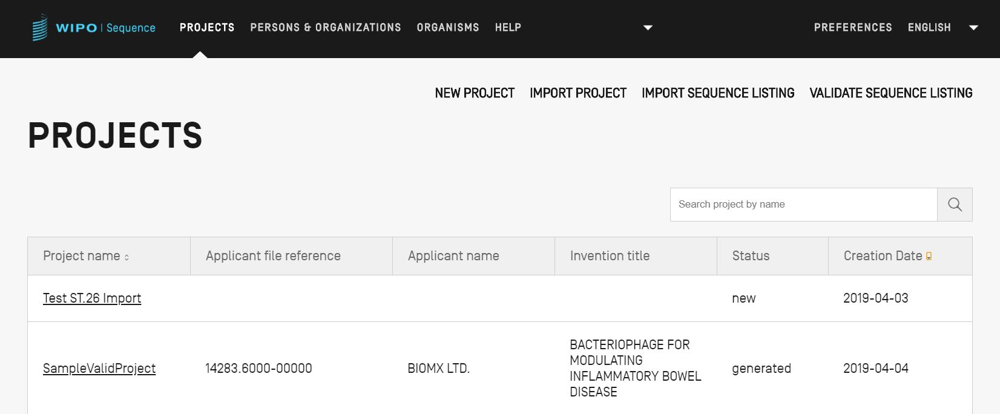 WIPO | Sequence PROJECTS PERSONS & ORGANIZATIONS ORGANISMS HELP PREFERENCES ENGLISH
NEW PROJECT IMPORT PROJECT IMPORT SEQUENCE LISTING VALIDATE SEQUENCE LISTING
PROJECTS
Search project by name
Project name Applicant file reference Applicant name Invention title Status Creation Date
Test ST.26 Import new 2019-04-03
SampleValidProject 14283.6000-00000 BIOMX LTD. BACTERIOPHAGE FOR
MODULATING
INFLAMMATORY BOWEL
DISEASE generated 2019-04-04